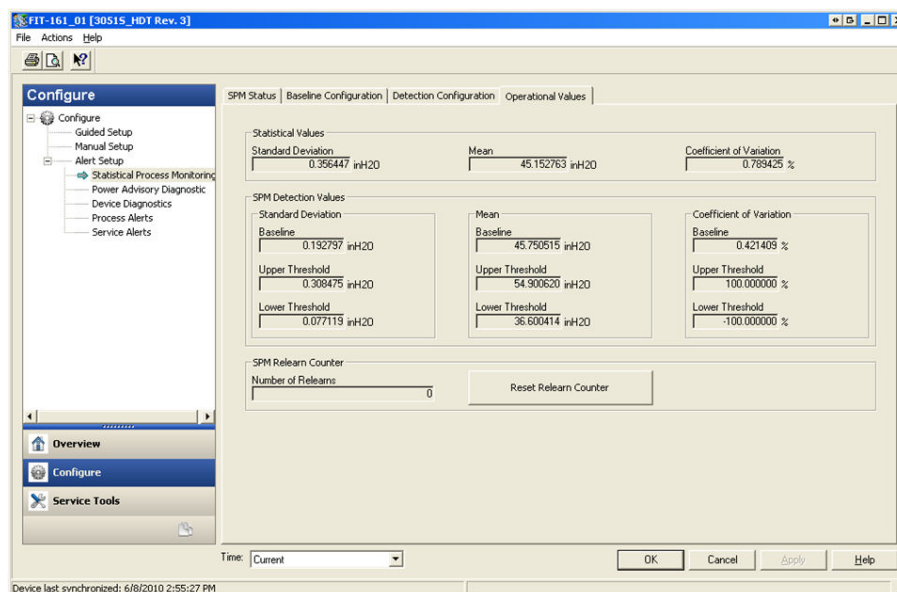 FIT-161_01 [3051S_HDT Rev. 3]
File Actions Help
Configure
Configure
Guided Setup
Manual Setup
Alert Setup
Statistical Process Monitoring
Power Advisory Diagnostic
Device Diagnostics
Process Alerts
Service Alerts
Overview
Configure
Service Tools
SPM Status Baseline Configuration Detection Configuration Operational Values
Statistical Values
Standard Deviation Mean Coefficient of Variation
0.356447 inH2O 45.152763 inH2O 0.789425 %
SPM Detection Values
Standard Deviation Mean Coefficient of Variation
Baseline Baseline Baseline
0.192797 inH2O 45.750515 inH2O 0.421409 %
Upper Threshold Upper Threshold Upper Threshold
0.308475 inH2O 54.900620 inH2O 100.000000 %
Lower Threshold Lower Threshold Lower Threshold
0.077119 inH2O 36.600414 inH2O -100.000000 %
SPM Relearn Counter
Number of Relearns
0
Reset Relearn Counter
Time: Current
OK Cancel Apply Help
Device last synchronized: 6/8/2010 2:55:27 PM